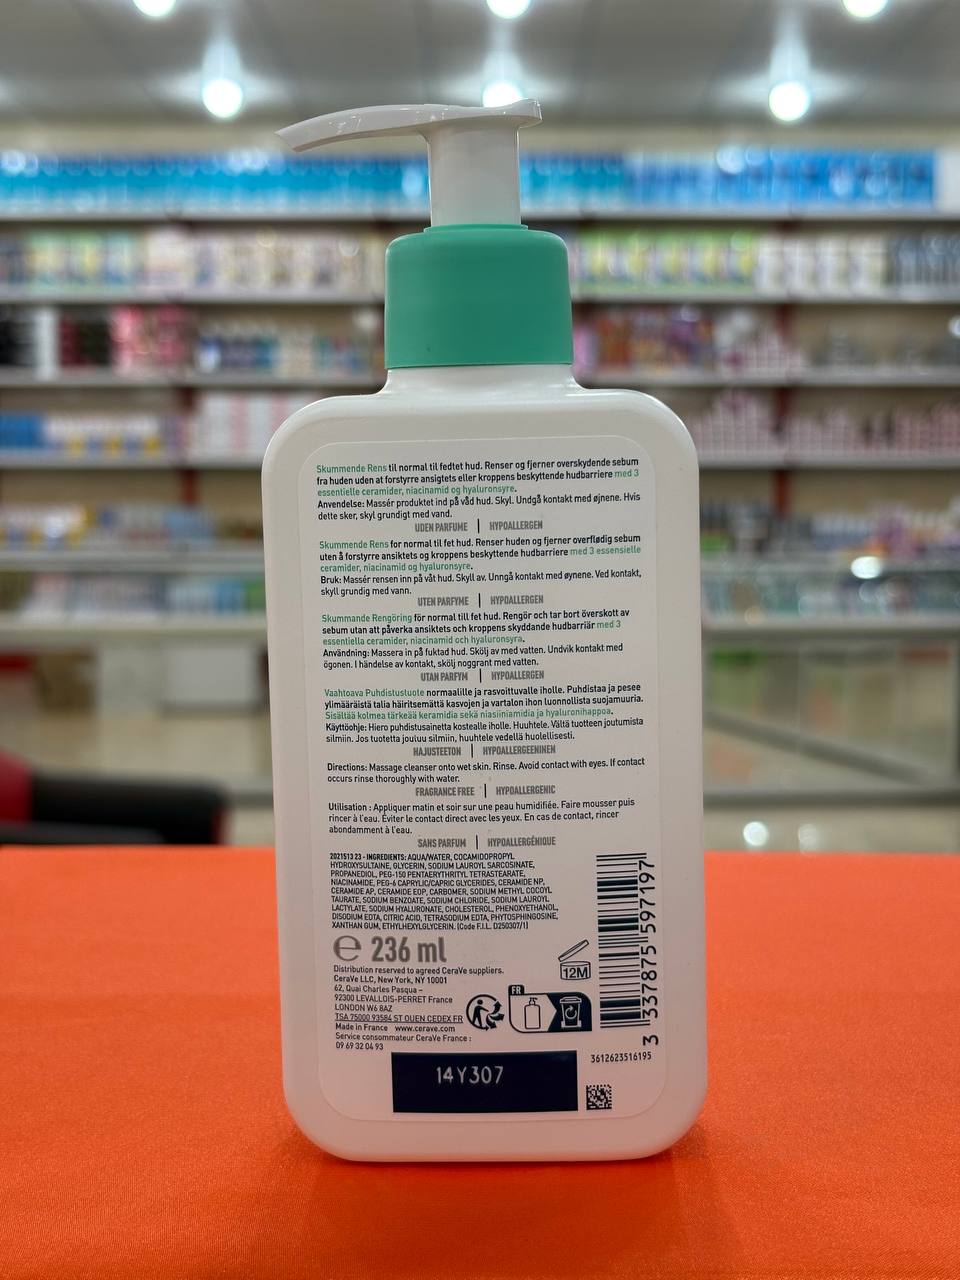 Skummende Rens til normal til fedtet hud. Renser og fjerner overskydende sebum
fra huden uden at forstyrre ansigtets eller kroppens beskyttende hudbarriere med 3
essentielle ceramider, niacinamid og hyaluronsyre.
Anvendelse: Massér produktet ind på våd hud. Skyl. Undgå kontakt med øjnene. Hvis
dette sker, skyl grundigt med vand.
UDEN PARFUME | HYPOALLERGEN
Skummende Rens for normal til fet hud. Renser huden og fjerner overflødig sebum
uten å forstyrre ansiktets og kroppens beskyttende hudbarriere med 3 essensielle
ceramider, niacinamid og hyaluronsyre.
Bruk: Massér rensen inn på våt hud. Skyll av. Unngå kontakt med øynene. Ved kontakt,
skyll grundig med vann.
UTEN PARFYME | HYPOALLERGEN
Skummande Rengöring för normal till fet hud. Rengör och tar bort överskott av
sebum utan att påverka ansiktets och kroppens skyddande hudbarriär med 3
essentiella ceramider, niacinamid och hyaluronsyra.
Användning: Massera in på fuktad hud. Skölj av med vatten. Undvik kontakt med
ögonen. I händelse av kontakt, skölj noggrant med vatten.
UTAN PARFYM | HYPOALLERGEN
Vaahtoava Puhdistustuote normaalille ja rasvoittuvalle iholle. Puhdistaa ja pesee
ylimääräistä talia häiritsemättä kasvojen ja vartalon ihon luonnollista suojamuuria.
Sisältää kolmea tärkeää keramidia sekä niasiiniamidia ja hyaluronihappoa.
Käyttöohje: Hiero puhdistusainetta kostealle iholle. Huuhtele. Vältä tuotteen joutumista
silmiin. Jos tuotetta joutuu silmiin, huuhtele vedellä huolellisesti.
HAJUSTEETON | HYPOALLERGEENINEN
Directions: Massage cleanser onto wet skin. Rinse. Avoid contact with eyes. If contact
occurs rinse thoroughly with water.
FRAGRANCE FREE | HYPOALLERGENIC
Utilisation : Appliquer matin et soir sur une peau humidifiée. Faire mousser puis
rincer à l'eau. Éviter le contact direct avec les yeux. En cas de contact, rincer
abondamment à l'eau.
SANS PARFUM | HYPOALLERGÉNIQUE
2021513 23 - INGREDIENTS: AQUA/WATER, COCAMIDOPROPYL
HYDROXYSULTAINE, GLYCERIN, SODIUM LAUROYL SARCOSINATE,
PROPANEDIOL, PEG-150 PENTAERYTHRITYL TETRASTEARATE,
NIACINAMIDE, PEG-6 CAPRYLIC/CAPRIC GLYCERIDES, CERAMIDE NP,
CERAMIDE AP, CERAMIDE EOP, CARBOMER, SODIUM METHYL COCOYL
TAURATE, SODIUM BENZOATE, SODIUM CHLORIDE, SODIUM LAUROYL
LACTYLATE, SODIUM HYALURONATE, CHOLESTEROL, PHENOXYETHANOL,
DISODIUM EDTA, CITRIC ACID, TETRASODIUM EDTA, PHYTOSPHINGOSINE,
XANTHAN GUM, ETHYLHEXYLGLYCERIN. (Code F.I.L. D250307/1)
℮ 236 ml
12M
Distribution reserved to agreed CeraVe suppliers.
CeraVe LLC, New York, NY 10001
62, Quai Charles Pasqua –
92300 LEVALLOIS-PERRET France
LONDON W6 8AZ
TSA 75000 93584 ST OUEN CEDEX FR
Made in France www.cerave.com
Service consommateur CeraVe France :
09 69 32 04 93
FR
3 337875 597197
3612623516195
14Y307